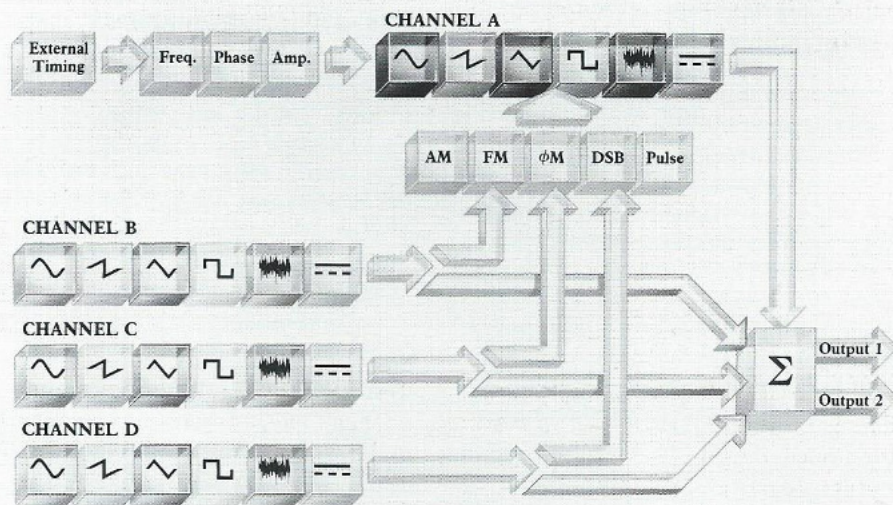 CHANNEL A
External
Timing
Freq.
Phase
Amp.
AM
FM
ϕM
DSB
Pulse
CHANNEL B
CHANNEL C
Output 1
Σ
Output 2
CHANNEL D